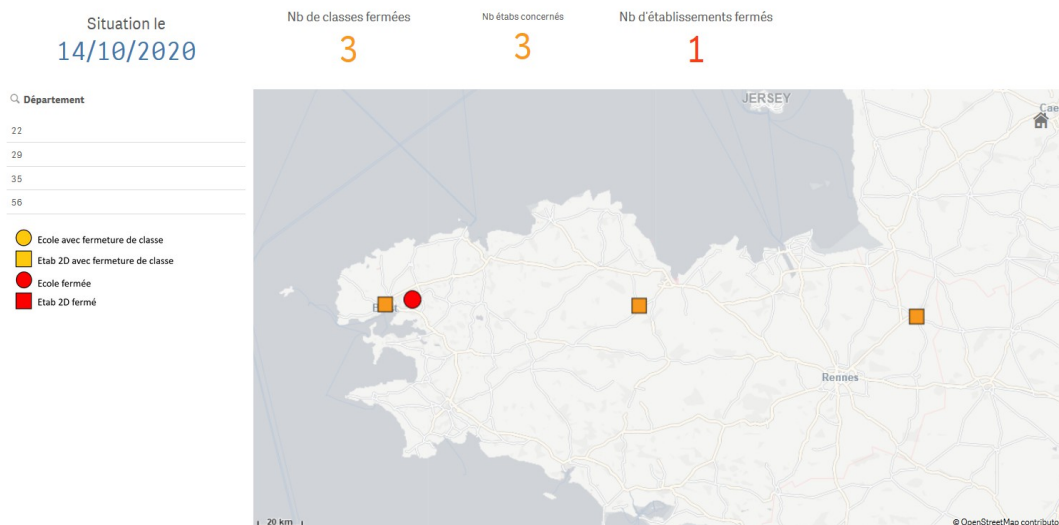 Situation le
14/10/2020
Nb de classes fermées
3
Nb étabs concernés
3
Nb d'établissements fermés
1
Département
22
29
35
56
Ecole avec fermeture de classe
Etab 2D avec fermeture de classe
Ecole fermée
Etab 2D fermé
JERSEY
Cae
Rennes
20 km
© OpenStreetMap contributo